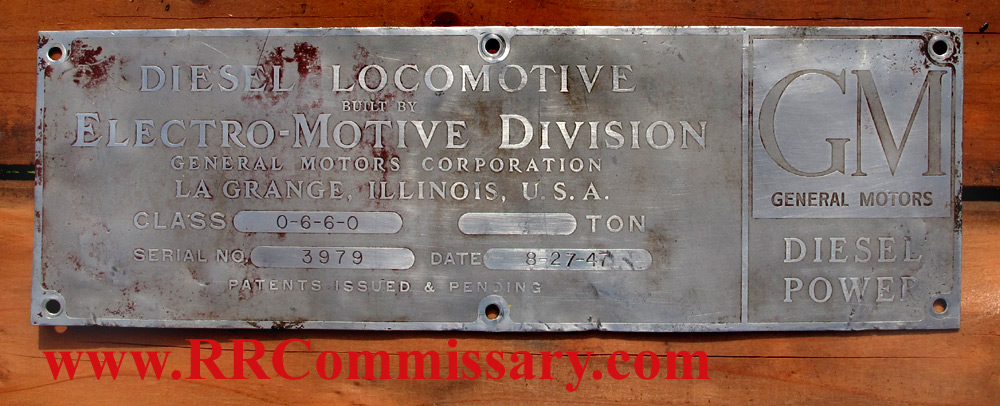 DIESEL LOCOMOTIVE
BUILT BY
ELECTRO-MOTIVE DIVISION
GENERAL MOTORS CORPORATION
LA GRANGE, ILLINOIS, U.S.A.
CLASS 0-6-6-0 TON
SERIAL NO. 3979 DATE 8-27-47
PATENTS ISSUED & PENDING
GM
GENERAL MOTORS
DIESEL
POWER
www.RRCommissary.com